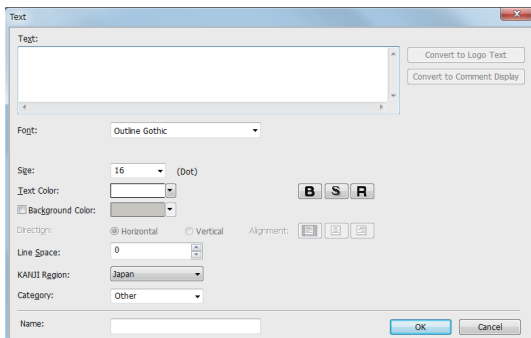 Text
Text:
Convert to Logo Text
Convert to Comment Display
Font: Outline Gothic
Size: 16 (Dot)
Text Color: B S R
Background Color:
Direction: Horizontal Vertical Alignment:
Line Space: 0
KANJI Region: Japan
Category: Other
Name:
OK Cancel